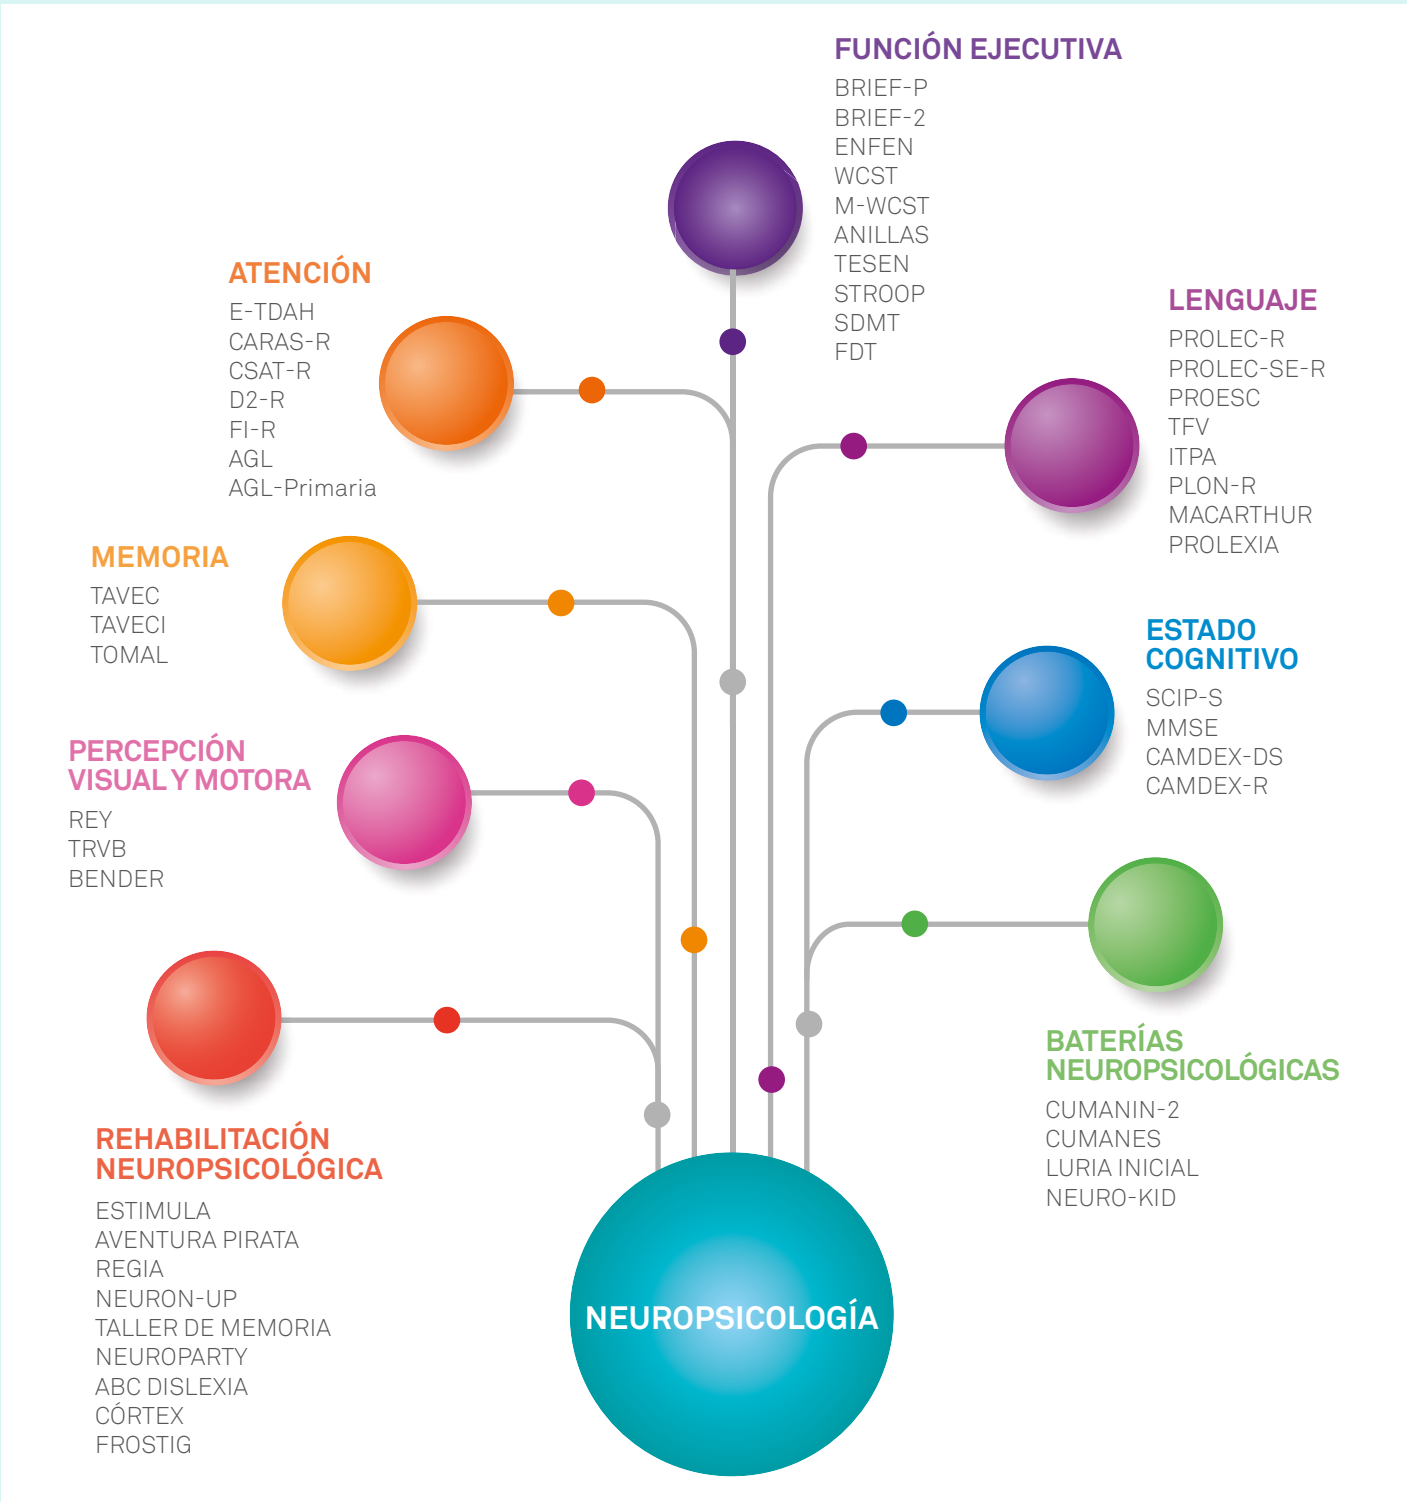 FUNCIÓN EJECUTIVA
BRIEF-P
BRIEF-2
ENFEN
WCST
M-WCST
ANILLAS
TESEN
STROOP
SDMT
FDT
ATENCIÓN
E-TDAH
CARAS-R
CSAT-R
D2-R
FI-R
AGL
AGL-Primaria
LENGUAJE
PROLEC-R
PROLEC-SE-R
PROESC
TFV
ITPA
PLON-R
MACARTHUR
PROLEXIA
MEMORIA
TAVEC
TAVECI
TOMAL
ESTADO
COGNITIVO
SCIP-S
MMSE
CAMDEX-DS
CAMDEX-R
PERCEPCIÓN
VISUAL Y MOTORA
REY
TRVB
BENDER
BATERÍAS
NEUROPSICOLÓGICAS
CUMANIN-2
CUMANES
LURIA INICIAL
NEURO-KID
REHABILITACIÓN
NEUROPSICOLÓGICA
ESTIMULA
AVENTURA PIRATA
REGIA
NEURON-UP
TALLER DE MEMORIA
NEUROPARTY
ABC DISLEXIA
CÓRTEX
FROSTIG
NEUROPSICOLOGÍA